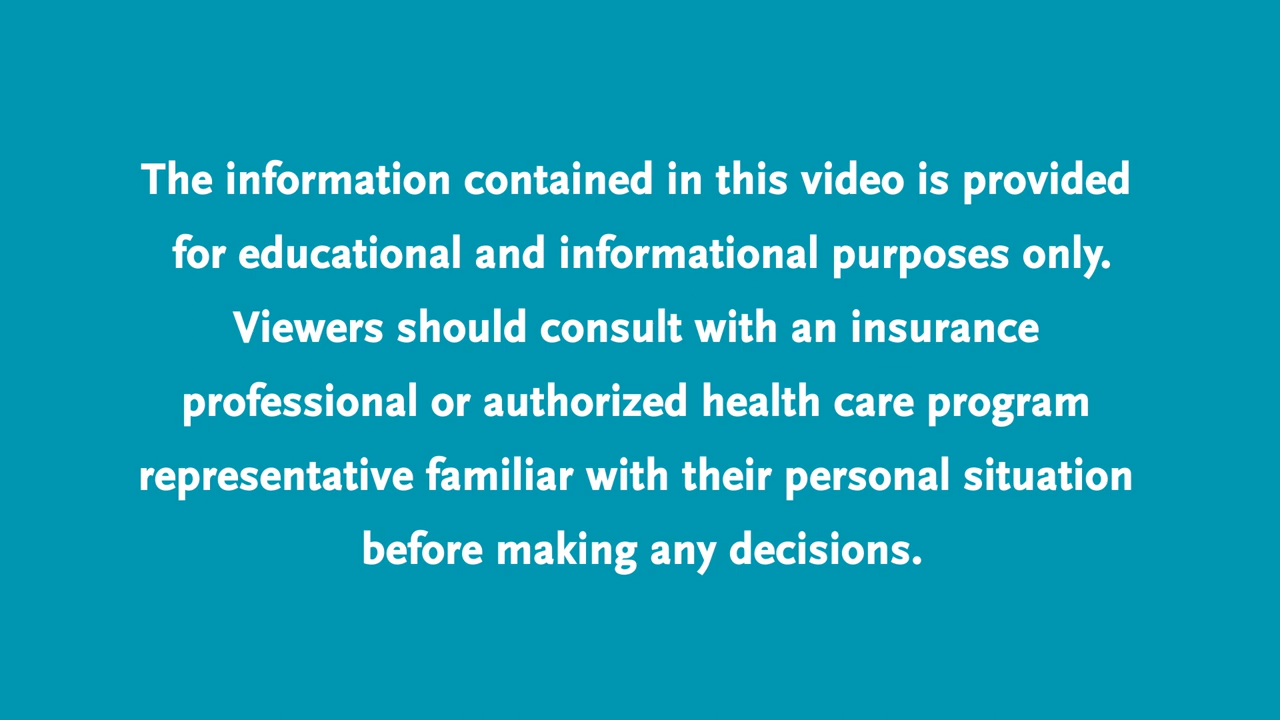 The information contained in this video is provided
for educational and informational purposes only.
Viewers should consult with an insurance
professional or authorized health care program
representative familiar with their personal situation
before making any decisions.